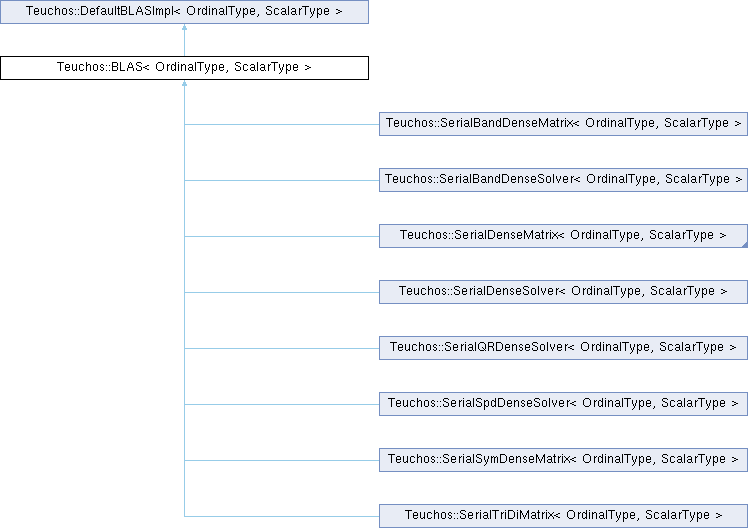 Teuchos::DefaultBLASImpl< OrdinalType, ScalarType >
Teuchos::BLAS< OrdinalType, ScalarType >
Teuchos::SerialBandDenseMatrix< OrdinalType, ScalarType >
Teuchos::SerialBandDenseSolver< OrdinalType, ScalarType >
Teuchos::SerialDenseMatrix< OrdinalType, ScalarType >
Teuchos::SerialDenseSolver< OrdinalType, ScalarType >
Teuchos::SerialQRDenseSolver< OrdinalType, ScalarType >
Teuchos::SerialSpdDenseSolver< OrdinalType, ScalarType >
Teuchos::SerialSymDenseMatrix< OrdinalType, ScalarType >
Teuchos::SerialTriDiMatrix< OrdinalType, ScalarType >